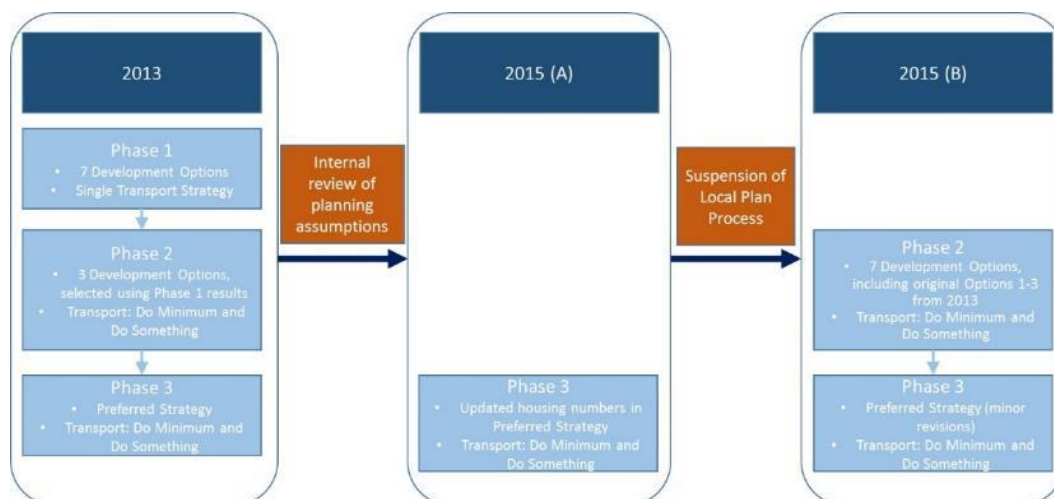 2013
Phase 1
• 7 Development Options
• Single Transport Strategy
Phase 2
• 3 Development Options,
selected using Phase 1 results
• Transport: Do Minimum and
Do Something
Phase 3
• Preferred Strategy
• Transport: Do Minimum and
Do Something
Internal
review of
planning
assumptions
2015 (A)
Phase 3
• Updated housing numbers in
Preferred Strategy
• Transport: Do Minimum and
Do Something
Suspension of
Local Plan
Process
2015 (B)
Phase 2
• 7 Development Options,
including original Options 1-3
from 2013
• Transport: Do Minimum and
Do Something
Phase 3
• Preferred Strategy (minor
revisions)
• Transport: Do Minimum and
Do Something